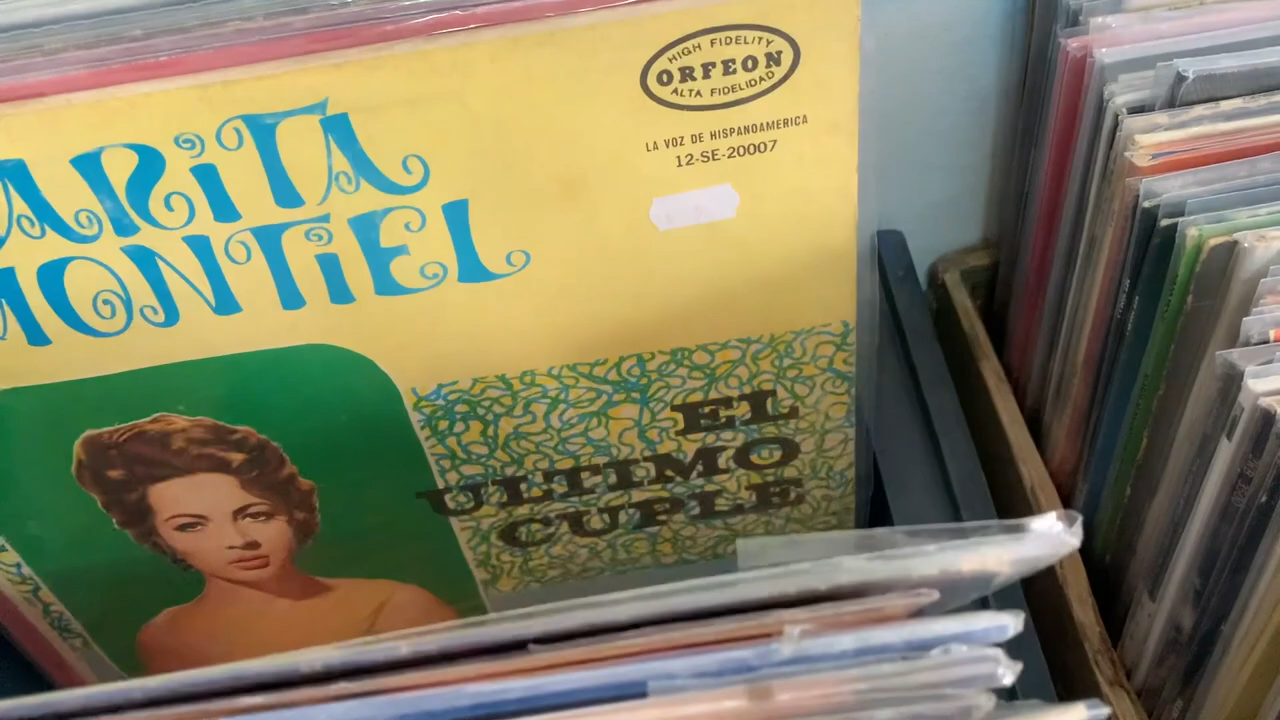 HIGH FIDELITY
ORFEON
ALTA FIDELIDAD
LA VOZ DE HISPANOAMERICA
12-SE-20007
ARITA
MONTIEL
EL
ULTIMO
CUPLE